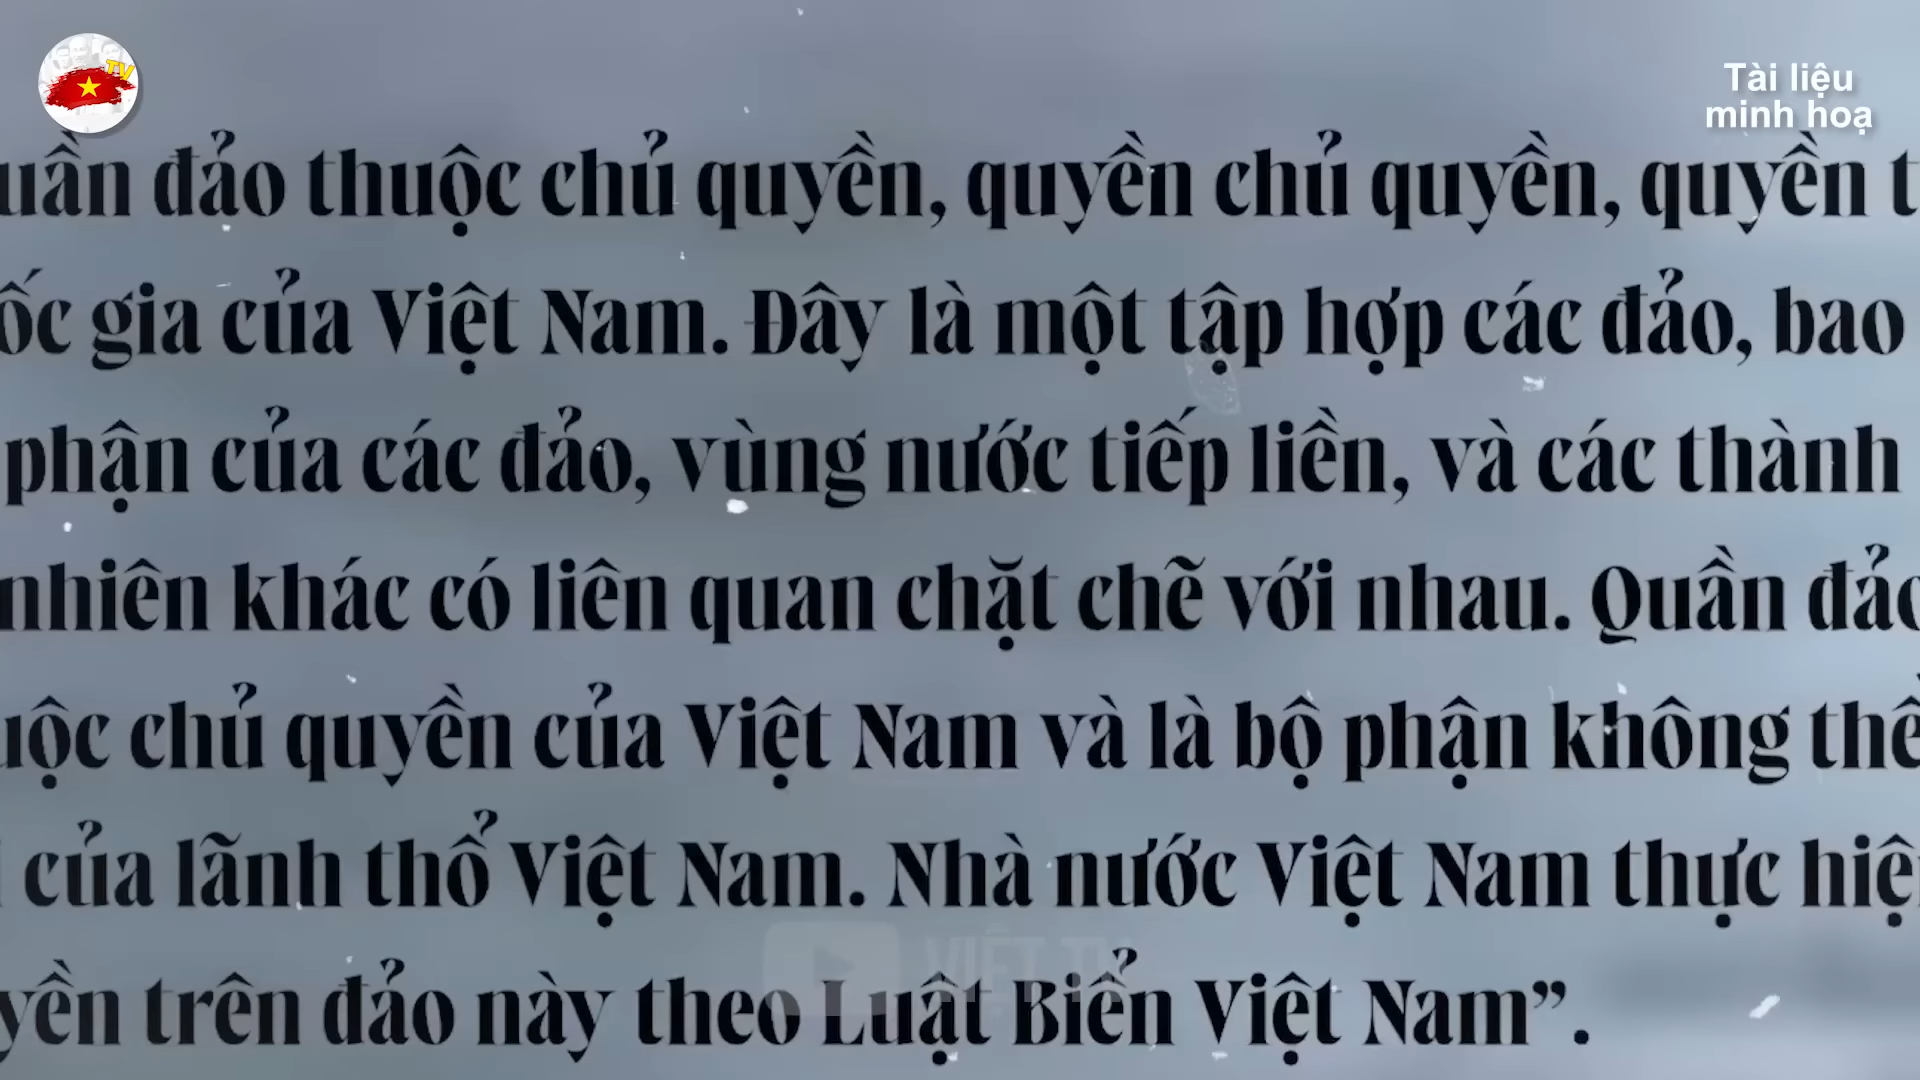 TV
Tài liệu
minh hoạ
uần đảo thuộc chủ quyền, quyền chủ quyền, quyền t
ốc gia của Việt Nam. Đây là một tập hợp các đảo, bao
phận của các đảo, vùng nước tiếp liền, và các thành
nhiên khác có liên quan chặt chẽ với nhau. Quần đảo
uộc chủ quyền của Việt Nam và là bộ phận không thể
của lãnh thổ Việt Nam. Nhà nước Việt Nam thực hiệ
yền trên đảo này theo Luật Biển Việt Nam”.
VIỆT TV